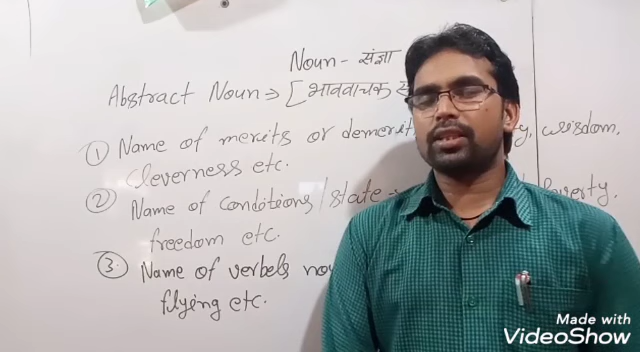 Noun - संज्ञा
Abstract Noun ⇒ [भाववाचक
① Name of merits or demerits wisdom,
cleverness etc.
② Name of conditions/state - Poverty,
freedom etc.
③. Name of verbels
flying etc.
Made with
VideoShow